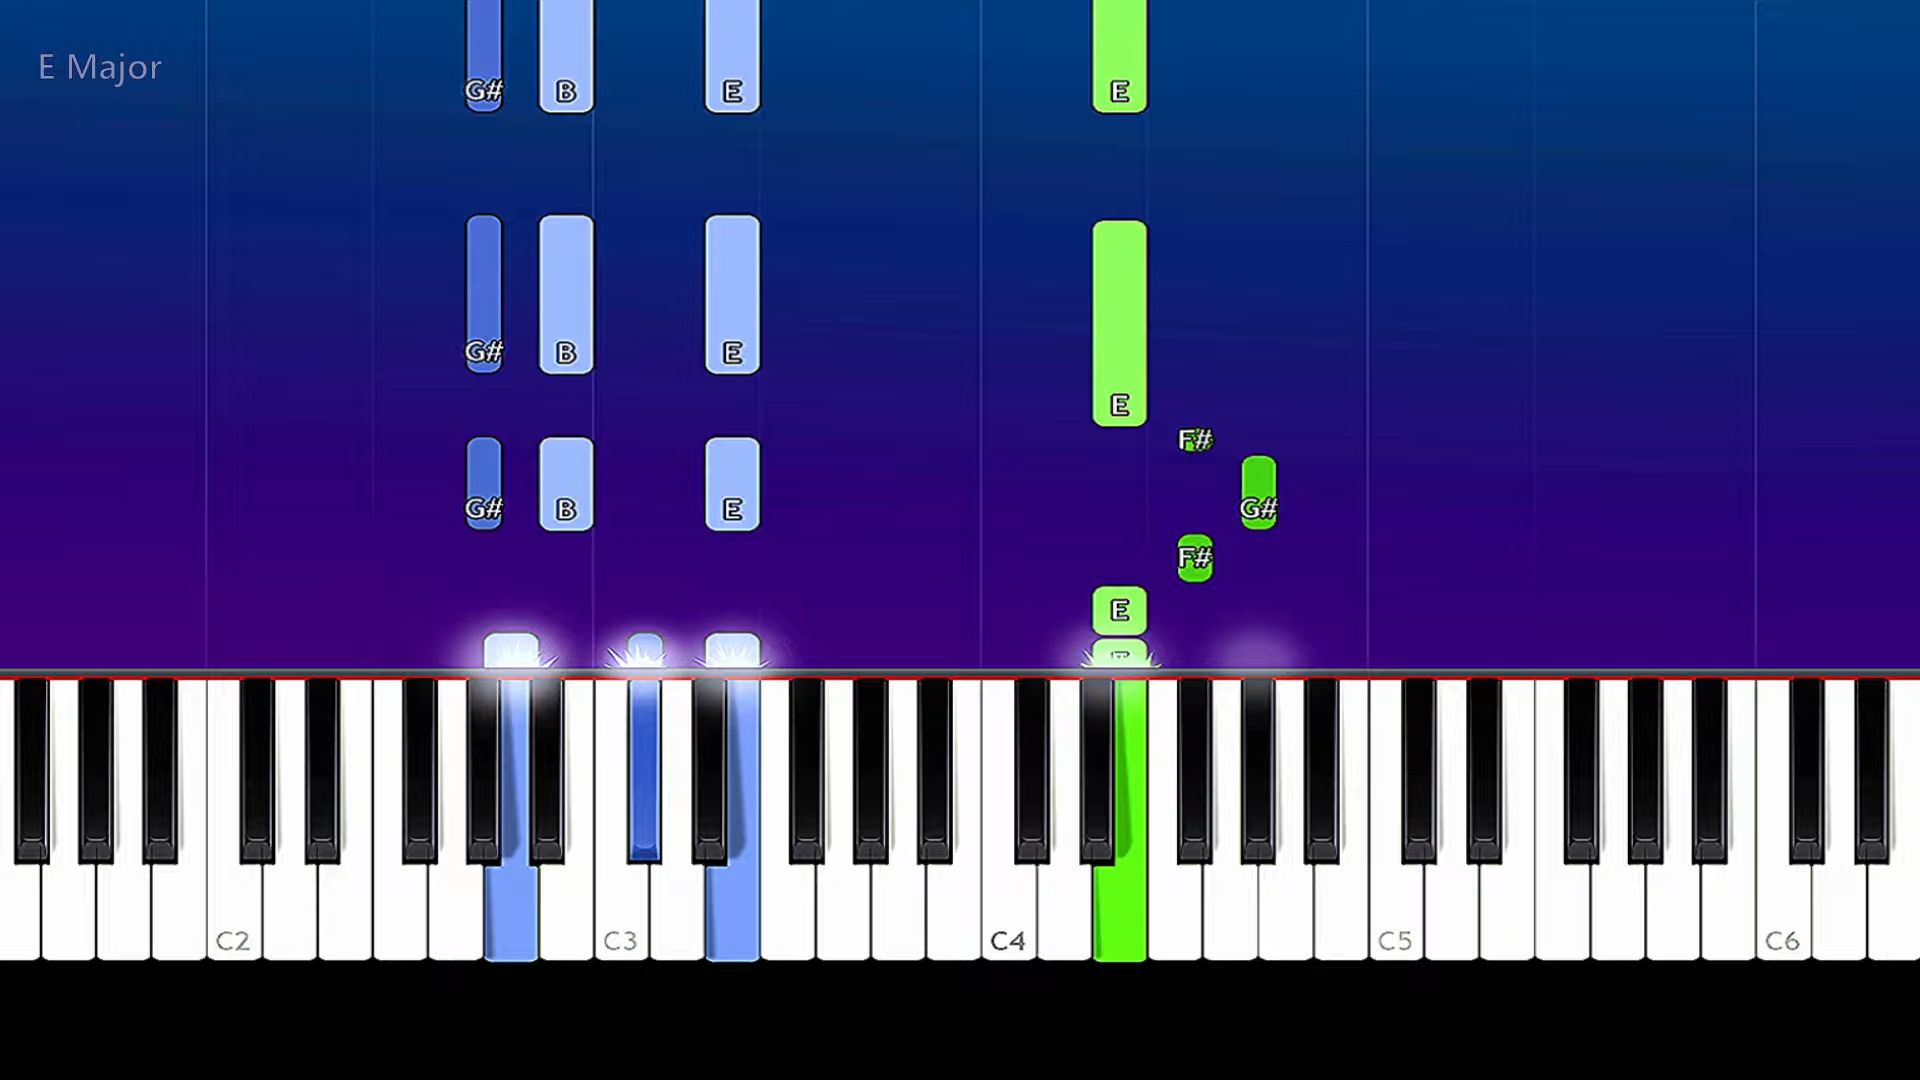 E Major
G# B E E
G# B E
E
F#
G# B E G#
F#
E
E
C2 C3 C4 C5 C6